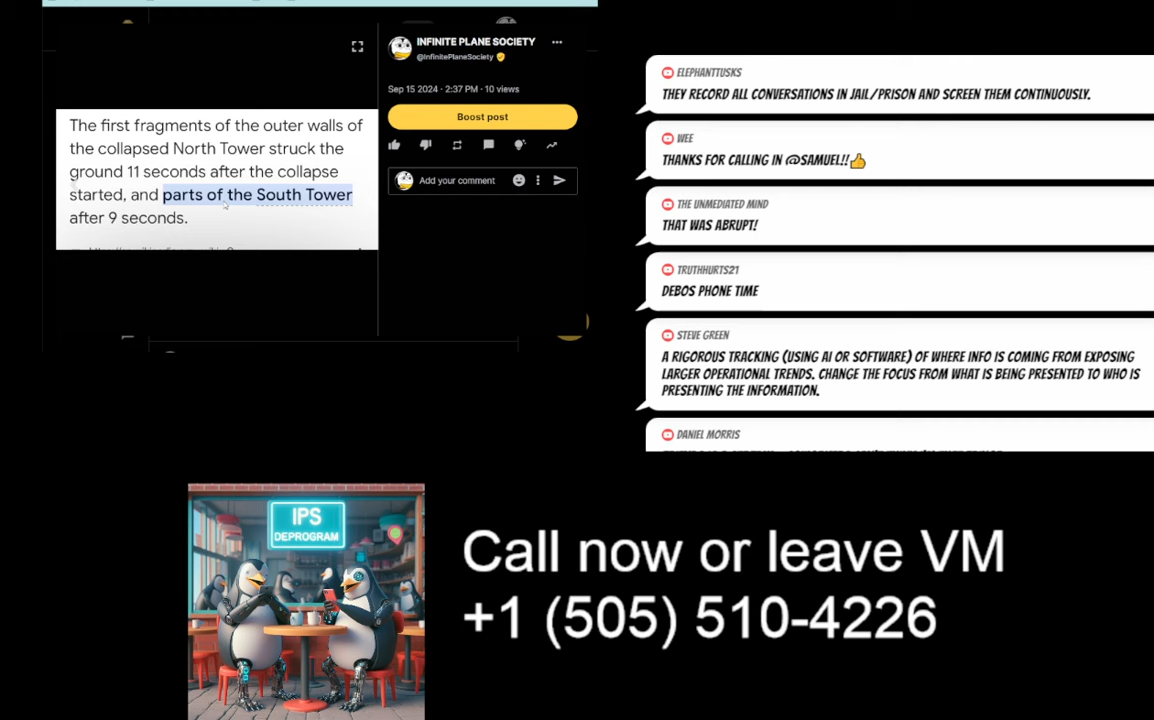 INFINITE PLANE SOCIETY
@InfinitePlaneSociety
Sep 15 2024 · 2:37 PM · 10 views
Boost post
Add your comment
The first fragments of the outer walls of
the collapsed North Tower struck the
ground 11 seconds after the collapse
started, and parts of the South Tower
after 9 seconds.
ELEPHANTTUSKS
THEY RECORD ALL CONVERSATIONS IN JAIL/PRISON AND SCREEN THEM CONTINUOUSLY.
WEE
THANKS FOR CALLING IN @SAMUEL!!👍
THE UNMEDIATED MIND
THAT WAS ABRUPT!
TRUTHHURTS21
DEBOS PHONE TIME
STEVE GREEN
A RIGOROUS TRACKING (USING AI OR SOFTWARE) OF WHERE INFO IS COMING FROM EXPOSING
LARGER OPERATIONAL TRENDS. CHANGE THE FOCUS FROM WHAT IS BEING PRESENTED TO WHO IS
PRESENTING THE INFORMATION.
DANIEL MORRIS
IPS
DEPROGRAM
Call now or leave VM
+1 (505) 510-4226